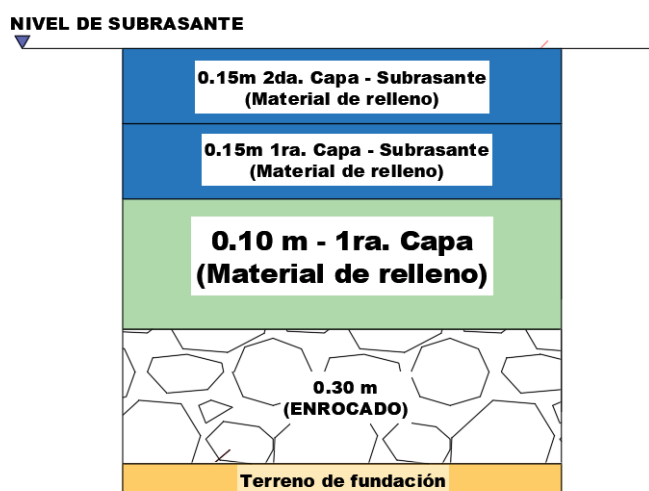 NIVEL DE SUBRASANTE
0.15m 2da. Capa - Subrasante
(Material de relleno)
0.15m 1ra. Capa - Subrasante
(Material de relleno)
0.10 m - 1ra. Capa
(Material de relleno)
0.30 m
(ENROCADO)
Terreno de fundación